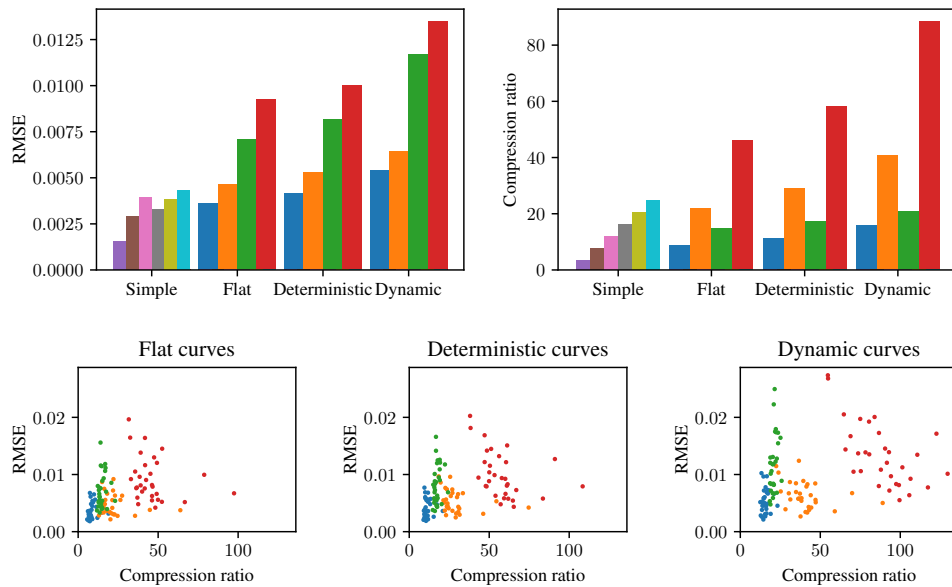 RMSE
0.0125
0.0100
0.0075
0.0050
0.0025
0.0000
Simple Flat Deterministic Dynamic
Compression ratio
80
60
40
20
0
Simple Flat Deterministic Dynamic
Flat curves
RMSE
0.02
0.01
0.00
0 50 100
Compression ratio
Deterministic curves
RMSE
0.02
0.01
0.00
0 50 100
Compression ratio
Dynamic curves
RMSE
0.02
0.01
0.00
0 50 100
Compression ratio